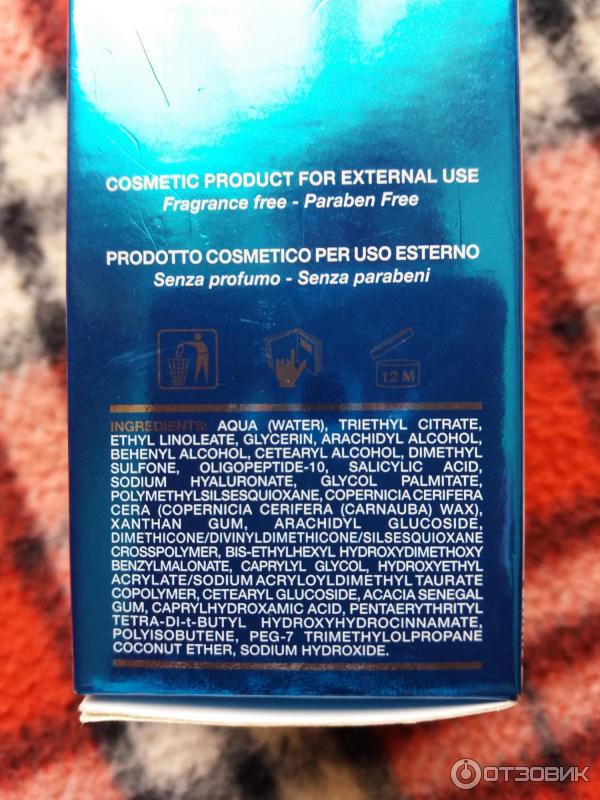 COSMETIC PRODUCT FOR EXTERNAL USE
Fragrance free - Paraben Free
PRODOTTO COSMETICO PER USO ESTERNO
Senza profumo - Senza parabeni
12 M
INGREDIENTS: AQUA (WATER), TRIETHYL CITRATE,
ETHYL LINOLEATE, GLYCERIN, ARACHIDYL ALCOHOL,
BEHENYL ALCOHOL, CETEARYL ALCOHOL, DIMETHYL
SULFONE, OLIGOPEPTIDE-10, SALICYLIC ACID,
SODIUM HYALURONATE, GLYCOL PALMITATE,
POLYMETHYLSILSESQUIOXANE, COPERNICIA CERIFERA
CERA (COPERNICIA CERIFERA (CARNAUBA) WAX),
XANTHAN GUM, ARACHIDYL GLUCOSIDE,
DIMETHICONE/DIVINYLDIMETHICONE/SILSESQUIOXANE
CROSSPOLYMER, BIS-ETHYLHEXYL HYDROXYDIMETHOXY
BENZYLMALONATE, CAPRYLYL GLYCOL, HYDROXYETHYL
ACRYLATE/SODIUM ACRYLOYLDIMETHYL TAURATE
COPOLYMER, CETEARYL GLUCOSIDE, ACACIA SENEGAL
GUM, CAPRYLHYDROXAMIC ACID, PENTAERYTHRITYL
TETRA-DI-t-BUTYL HYDROXYHYDROCINNAMATE,
POLYISOBUTENE, PEG-7 TRIMETHYLOLPROPANE
COCONUT ETHER, SODIUM HYDROXIDE.
ОТЗОВИК